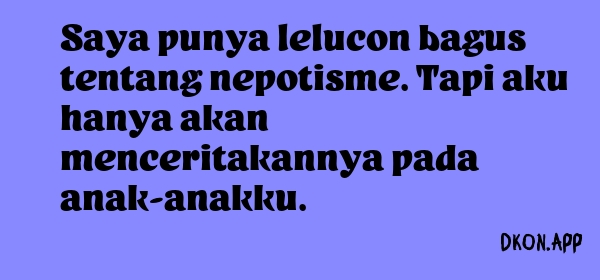 Saya punya lelucon bagus
tentang nepotisme. Tapi aku
hanya akan
menceritakannya pada
anak-anakku.
DKON.APP